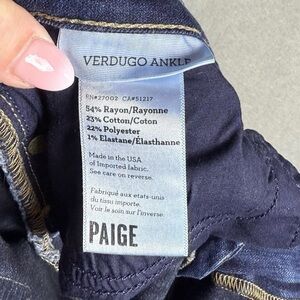 VERDUGO ANKLE
RN#27002 CA#51217
54% Rayon/Rayonne
23% Cotton/Coton
22% Polyester
1% Elastane/Élasthanne
Made in the USA
of Imported fabric.
See care on reverse.
Fabriqué aux etats-unis
du tissu importe.
Voir le soin sur l'inverse.
PAIGE